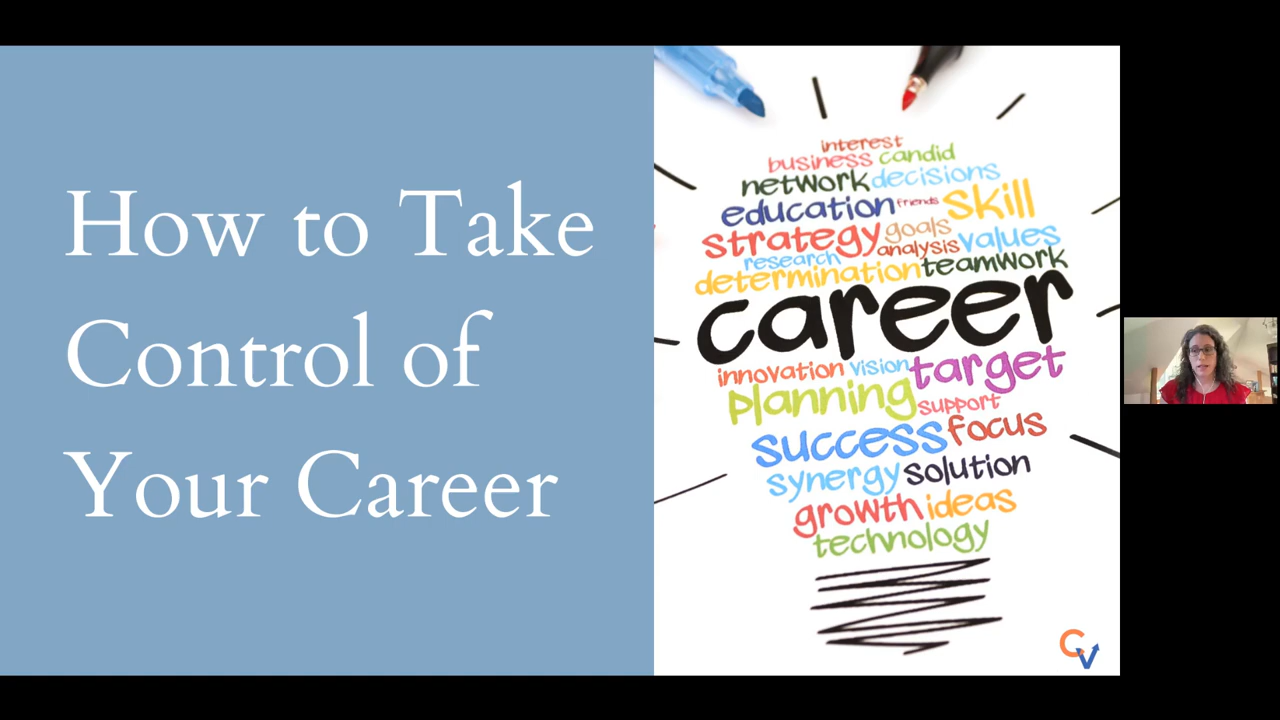 How to Take
Control of
Your Career
interest
business candid
network decisions
education friends skill
strategy goals
analysis values
research
determination teamwork
career
innovation vision target
planning support
success focus
synergy solution
growth ideas
technology
CV